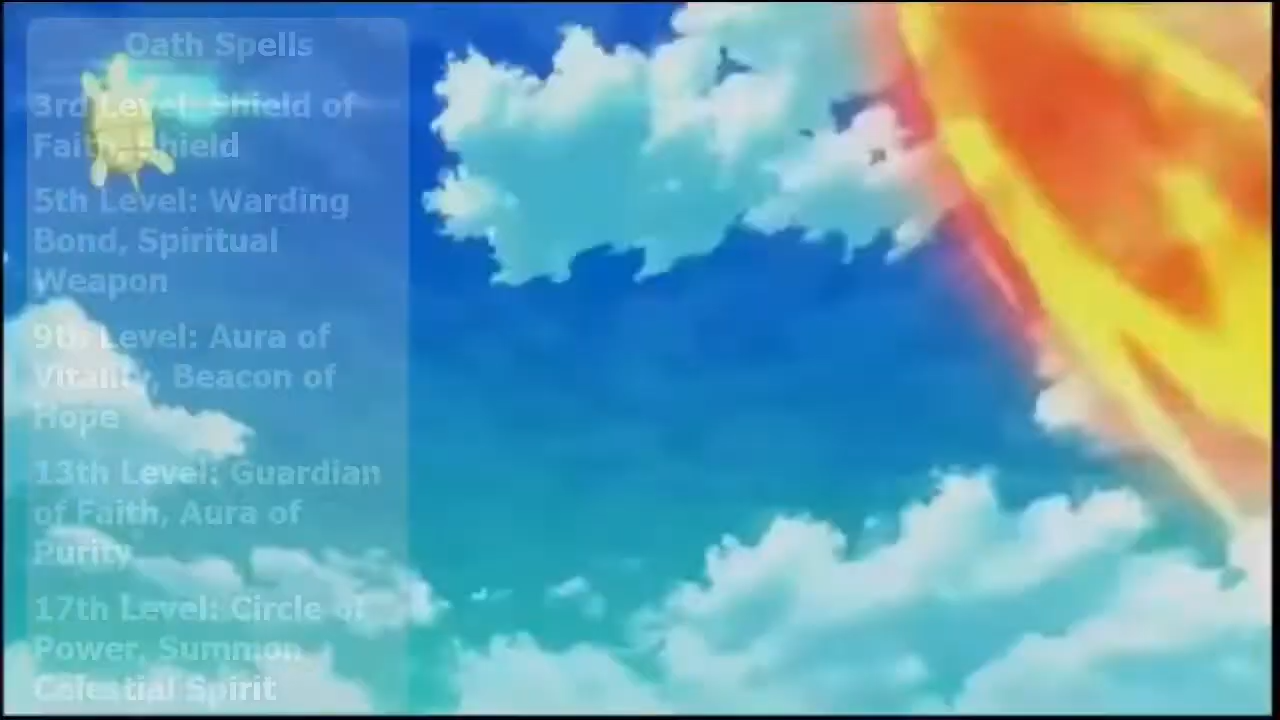 Oath Spells
3rd Level: Shield of
Faith, Shield
5th Level: Warding
Bond, Spiritual
Weapon
9th Level: Aura of
Vitality, Beacon of
Hope
13th Level: Guardian
of Faith, Aura of
Purity
17th Level: Circle of
Power, Summon
Celestial Spirit